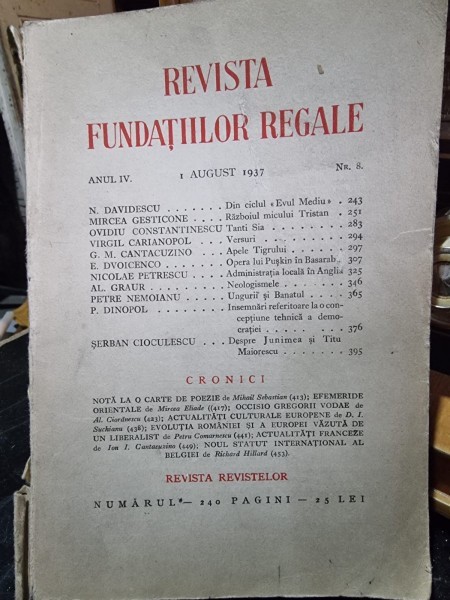 REVISTA
FUNDAȚIILOR REGALE
ANUL IV. 1 AUGUST 1937 NR. 8.
N. DAVIDESCU . . . . . . . Din ciclul «Evul Mediu» . 243
MIRCEA GESTICONE . . . . Războiul micului Tristan . 251
OVIDIU CONSTANTINESCU Tanti Sia . . . . . . . . 283
VIRGIL CARIANOPOL . . . Versuri . . . . . . . . . 294
G. M. CANTACUZINO . . . Apele Tigrului . . . . . . 297
E. DVOICENCO . . . . . . . Opera lui Pușkin în Basarab . 307
NICOLAE PETRESCU . . . . Administrația locală în Anglia 325
AL. GRAUR . . . . . . . . . Neologismele . . . . . . . 346
PETRE NEMOIANU . . . . . Ungurii și Banatul . . . . 365
P. DINOPOL . . . . . . . . . Insemnări referitoare la o con-
cepțiune tehnică a demo-
crației . . . . . . . . 376
ȘERBAN CIOCULESCU . . . Despre Junimea și Titu
Maiorescu . . . . . . . 395
CRONICI
NOTĂ LA O CARTE DE POEZIE de Mihail Sebastian (413); EFEMERIDE
ORIENTALE de Mircea Eliade ((417); OCCISIO GREGORII VODAE de
Al. Ciorănescu (423); ACTUALITĂȚI CULTURALE EUROPENE de D. I.
Suchianu (438); EVOLUȚIA ROMÂNIEI ȘI A EUROPEI VĂZUTĂ DE
UN LIBERALIST de Petru Comarnescu (441); ACTUALITĂȚI FRANCEZE
de Ion I. Cantacuzino (449); NOUL STATUT INTERNAȚIONAL AL
BELGIEI de Richard Hillard (453).
REVISTA REVISTELOR
NUMĂRUL — 240 PAGINI — 25 LEI